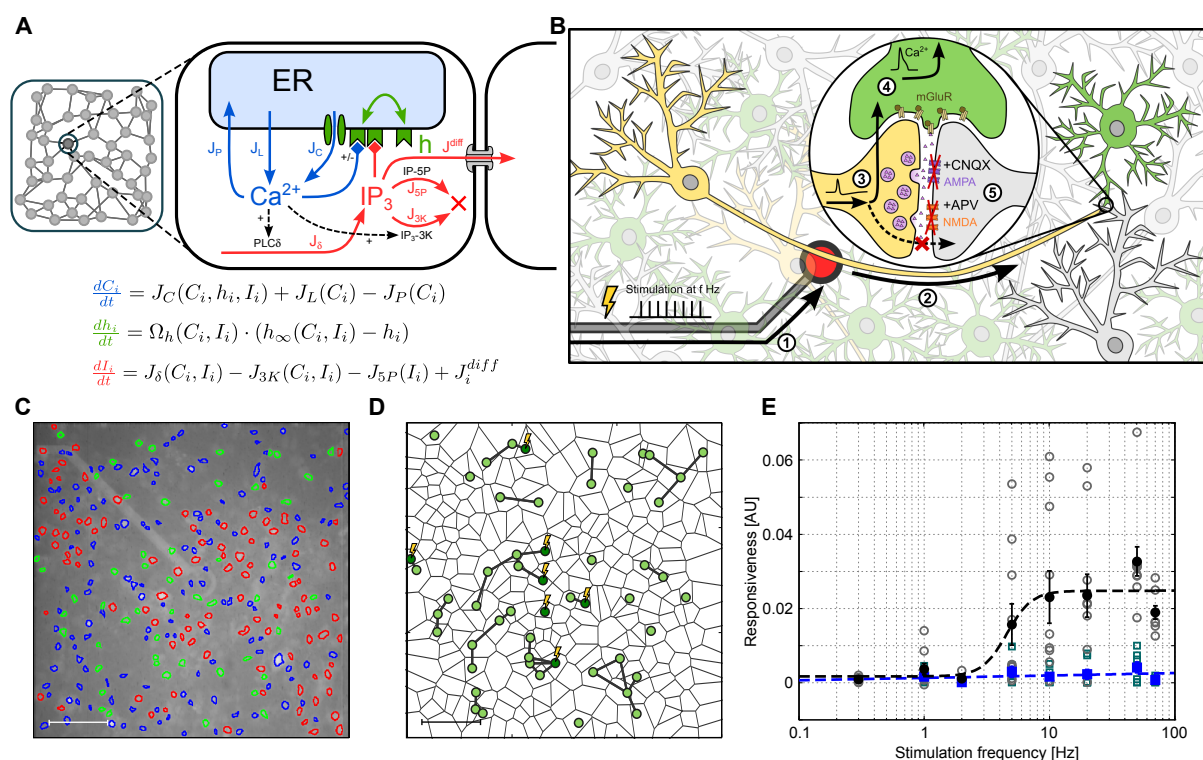 A
ER
J_P
J_L
J_C
+/-
h
J^diff
Ca²⁺
IP₃
IP-5P
J_5P
J_3K
IP₃-3K
+
PLCδ
+
J_δ
dC_i/dt = J_C(C_i, h_i, I_i) + J_L(C_i) − J_P(C_i)
dh_i/dt = Ω_h(C_i, I_i) · (h_∞(C_i, I_i) − h_i)
dI_i/dt = J_δ(C_i, I_i) − J_3K(C_i, I_i) − J_5P(I_i) + J_i^diff
B
Ca²⁺
④
mGluR
③
+CNQX
AMPA
⑤
+APV
NMDA
Stimulation at f Hz
①
②
C
D
E
Responsiveness [AU]
0.06
0.04
0.02
0
0.1
1
10
100
Stimulation frequency [Hz]